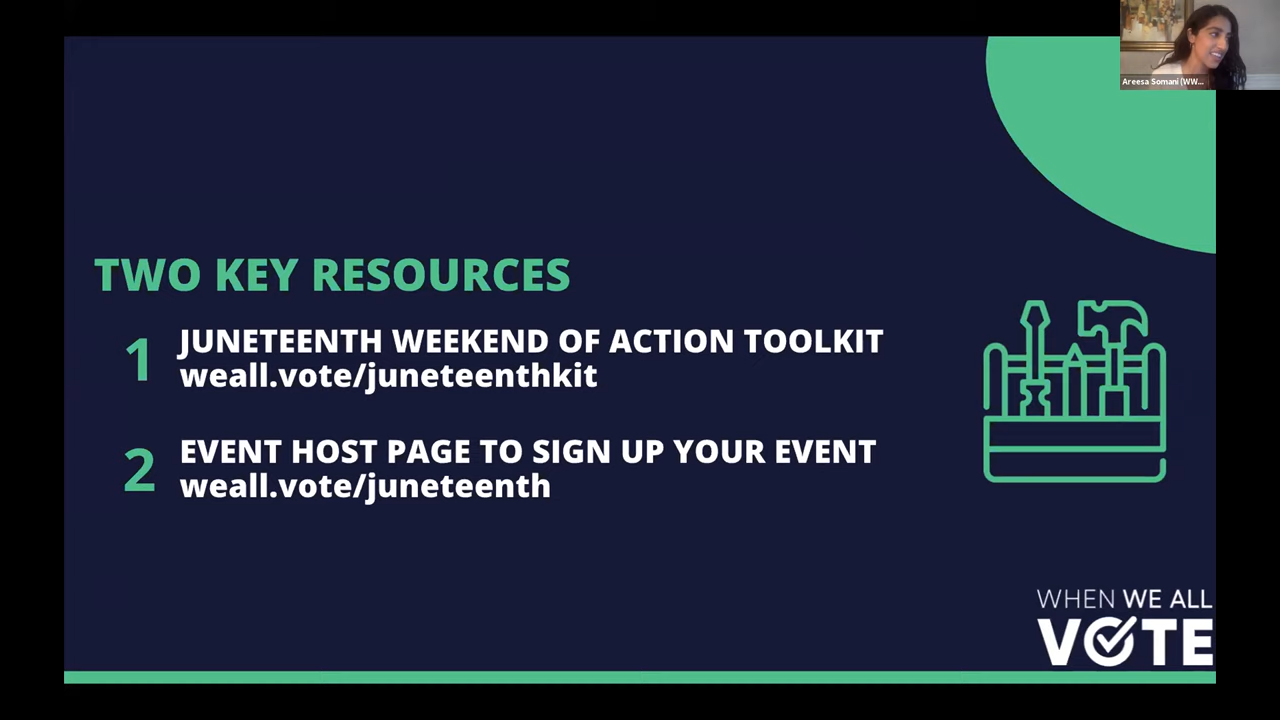 Areesa Somani (WW...
TWO KEY RESOURCES
1
JUNETEENTH WEEKEND OF ACTION TOOLKIT
weall.vote/juneteenthkit
2
EVENT HOST PAGE TO SIGN UP YOUR EVENT
weall.vote/juneteenth
WHEN WE ALL
VOTE